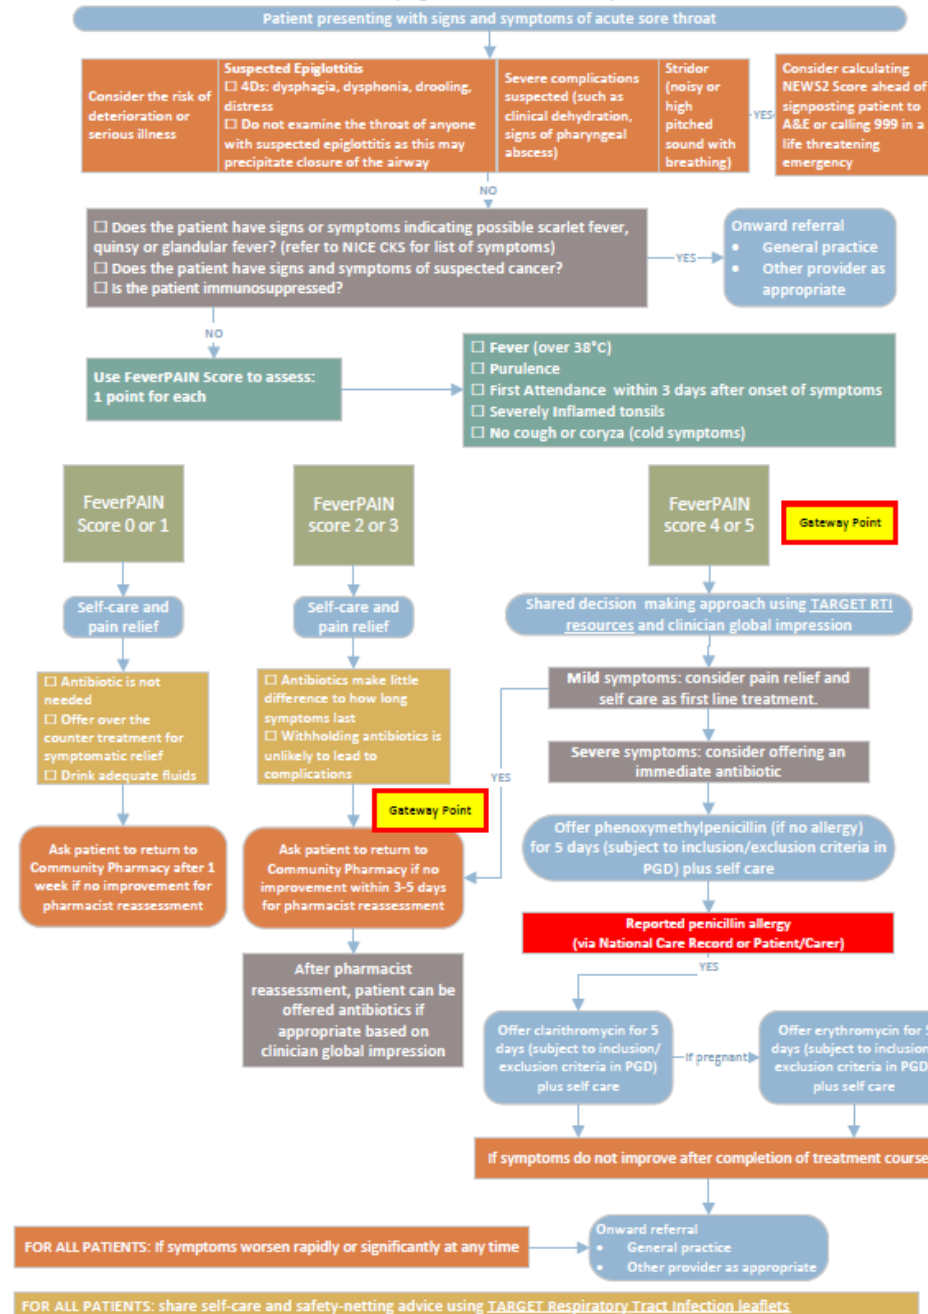 Patient presenting with signs and symptoms of acute sore throat
Consider the risk of
deterioration or
serious illness
Suspected Epiglottitis
☐ 4Ds: dysphagia, dysphonia, drooling,
distress
☐ Do not examine the throat of anyone
with suspected epiglottitis as this may
precipitate closure of the airway
Severe complications
suspected (such as
clinical dehydration,
signs of pharyngeal
abscess)
Stridor
(noisy or
high
pitched
sound with
breathing)
YES
Consider calculating
NEWS2 Score ahead of
signposting patient to
A&E or calling 999 in a
life threatening
emergency
NO
☐ Does the patient have signs or symptoms indicating possible scarlet fever,
quinsy or glandular fever? (refer to NICE CKS for list of symptoms)
☐ Does the patient have signs and symptoms of suspected cancer?
☐ Is the patient immunosuppressed?
YES
Onward referral
• General practice
• Other provider as
appropriate
NO
Use FeverPAIN Score to assess:
1 point for each
☐ Fever (over 38°C)
☐ Purulence
☐ First Attendance within 3 days after onset of symptoms
☐ Severely Inflamed tonsils
☐ No cough or coryza (cold symptoms)
FeverPAIN
Score 0 or 1
FeverPAIN
score 2 or 3
FeverPAIN
score 4 or 5
Gateway Point
Self-care and
pain relief
Self-care and
pain relief
Shared decision making approach using TARGET RTI
resources and clinician global impression
☐ Antibiotic is not
needed
☐ Offer over the
counter treatment for
symptomatic relief
☐ Drink adequate fluids
☐ Antibiotics make little
difference to how long
symptoms last
☐ Withholding antibiotics is
unlikely to lead to
complications
Mild symptoms: consider pain relief and
self care as first line treatment.
YES
Severe symptoms: consider offering an
immediate antibiotic
Gateway Point
Offer phenoxymethylpenicillin (if no allergy)
for 5 days (subject to inclusion/exclusion criteria in
PGD) plus self care
Ask patient to return to
Community Pharmacy after 1
week if no improvement for
pharmacist reassessment
Ask patient to return to
Community Pharmacy if no
improvement within 3-5 days
for pharmacist reassessment
Reported penicillin allergy
(via National Care Record or Patient/Carer)
YES
After pharmacist
reassessment, patient can be
offered antibiotics if
appropriate based on
clinician global impression
Offer clarithromycin for 5
days (subject to inclusion/
exclusion criteria in PGD)
plus self care
If pregnant
Offer erythromycin for 5
days (subject to inclusion
exclusion criteria in PGD
plus self care
If symptoms do not improve after completion of treatment course
FOR ALL PATIENTS: If symptoms worsen rapidly or significantly at any time
Onward referral
• General practice
• Other provider as appropriate
FOR ALL PATIENTS: share self-care and safety-netting advice using TARGET Respiratory Tract Infection leaflets